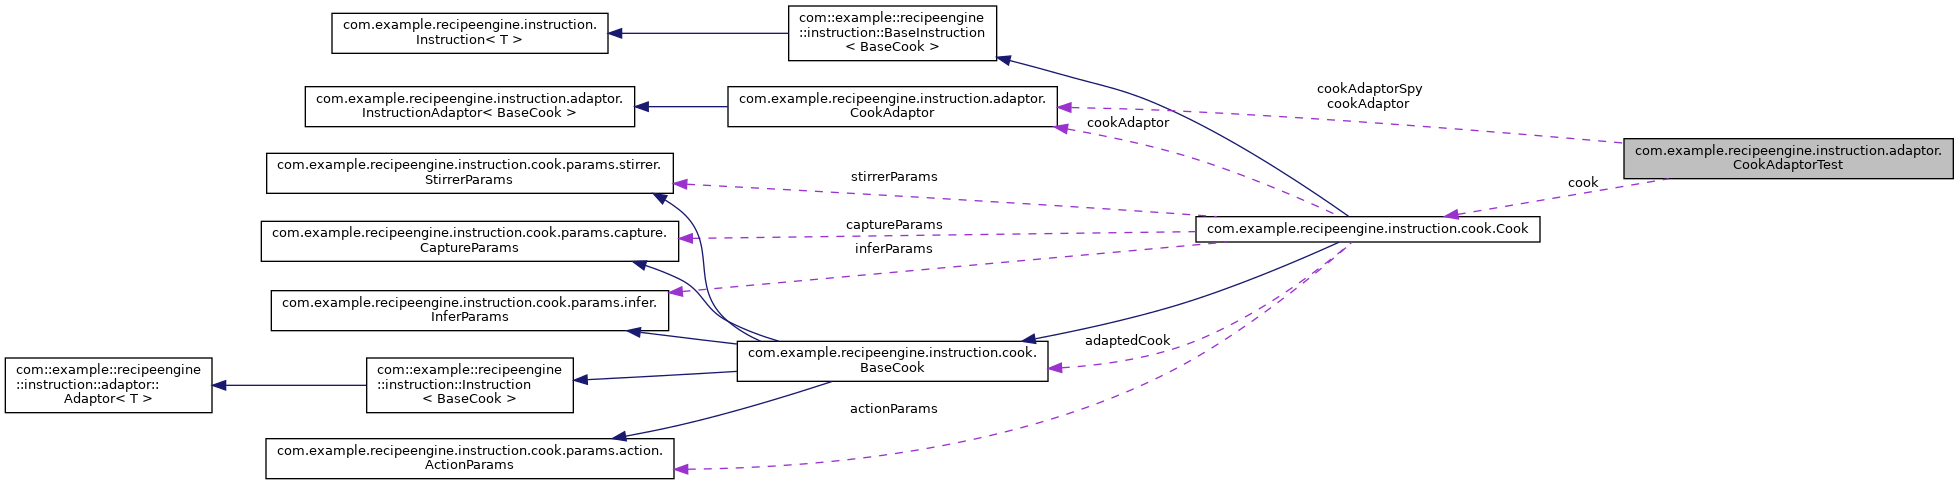 com.example.recipeengine.instruction.
Instruction< T >
com::example::recipeengine
::instruction::BaseInstruction
< BaseCook >
com.example.recipeengine.instruction.adaptor.
InstructionAdaptor< BaseCook >
com.example.recipeengine.instruction.adaptor.
CookAdaptor
cookAdaptorSpy
cookAdaptor
cookAdaptor
com.example.recipeengine.instruction.adaptor.
CookAdaptorTest
com.example.recipeengine.instruction.cook.params.stirrer.
StirrerParams
stirrerParams
cook
com.example.recipeengine.instruction.cook.params.capture.
CaptureParams
captureParams
com.example.recipeengine.instruction.cook.Cook
inferParams
com.example.recipeengine.instruction.cook.params.infer.
InferParams
com.example.recipeengine.instruction.cook.
BaseCook
adaptedCook
com::example::recipeengine
::instruction::adaptor::
Adaptor< T >
com::example::recipeengine
::instruction::Instruction
< BaseCook >
actionParams
com.example.recipeengine.instruction.cook.params.action.
ActionParams